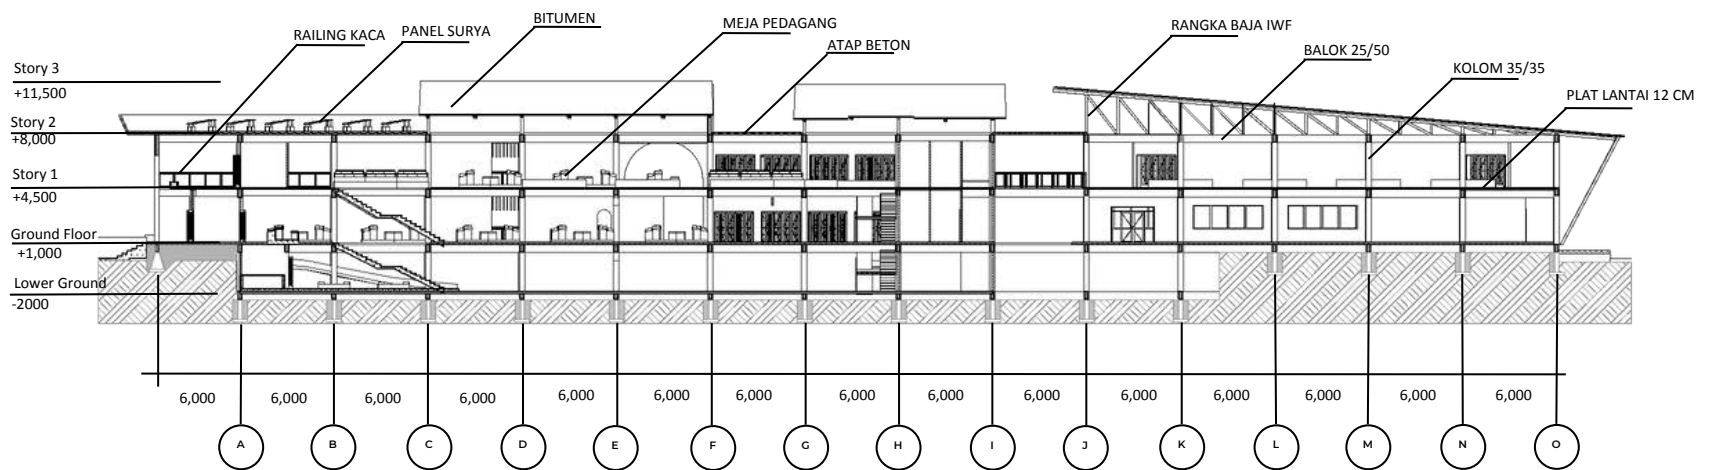 BITUMEN
MEJA PEDAGANG
RANGKA BAJA IWF
RAILING KACA
PANEL SURYA
ATAP BETON
BALOK 25/50
KOLOM 35/35
PLAT LANTAI 12 CM
Story 3
+11,500
Story 2
+8,000
Story 1
+4,500
Ground Floor
+1,000
Lower Ground
-2000
6,000 6,000 6,000 6,000 6,000 6,000 6,000 6,000 6,000 6,000 6,000 6,000 6,000 6,000 6,000
A B C D E F G H I J K L M N O